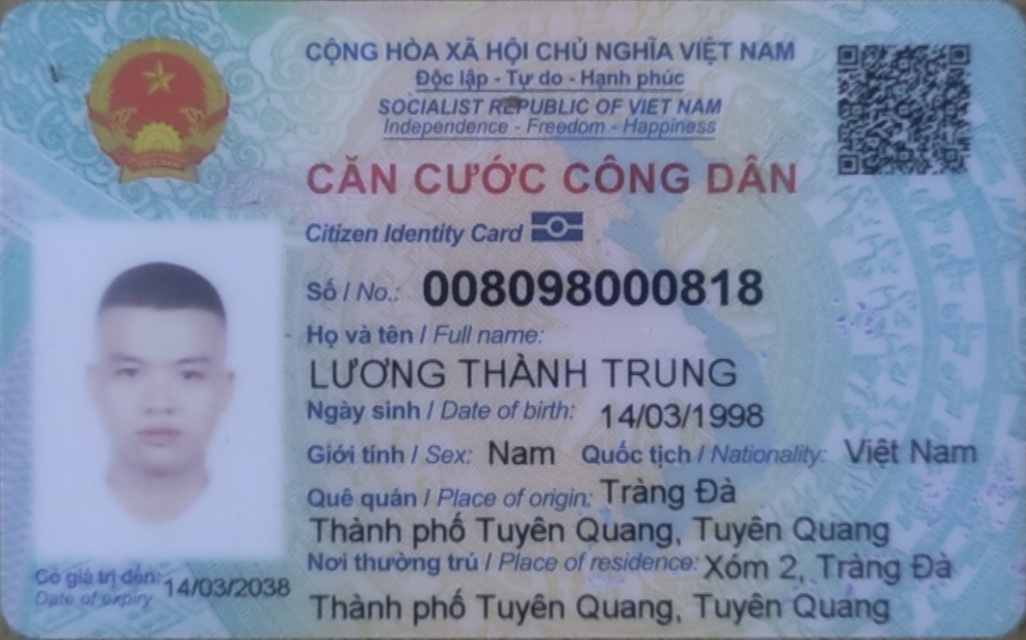 CỘNG HÒA XÃ HỘI CHỦ NGHĨA VIỆT NAM
Độc lập - Tự do - Hạnh phúc
SOCIALIST REPUBLIC OF VIET NAM
Independence - Freedom - Happiness
CĂN CƯỚC CÔNG DÂN
Citizen Identity Card
Số / No.: 008098000818
Họ và tên / Full name:
LƯƠNG THÀNH TRUNG
Ngày sinh / Date of birth: 14/03/1998
Giới tính / Sex: Nam Quốc tịch / Nationality: Việt Nam
Quê quán / Place of origin: Tràng Đà
Thành phố Tuyên Quang, Tuyên Quang
Nơi thường trú / Place of residence: Xóm 2, Tràng Đà
Thành phố Tuyên Quang, Tuyên Quang
Có giá trị đến: 14/03/2038
Date of expiry